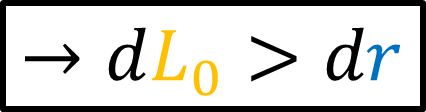 → dL₀ > dr